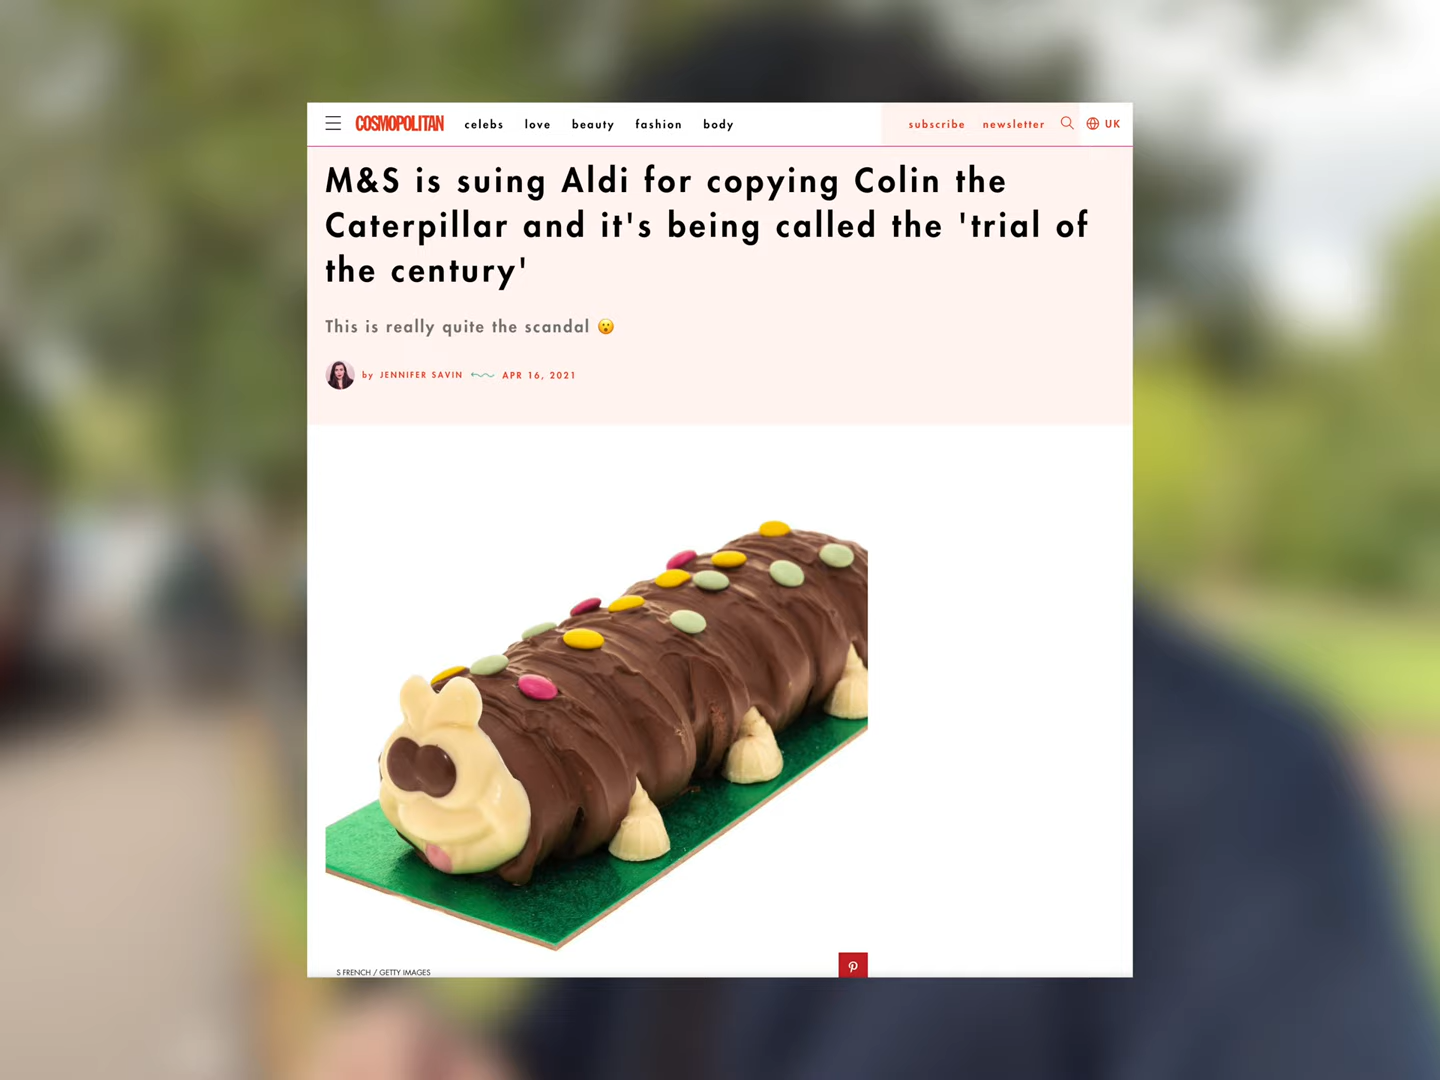 COSMOPOLITAN celebs love beauty fashion body subscribe newsletter UK
M&S is suing Aldi for copying Colin the
Caterpillar and it's being called the 'trial of
the century'
This is really quite the scandal 😮
by JENNIFER SAVIN APR 16, 2021
S FRENCH / GETTY IMAGES